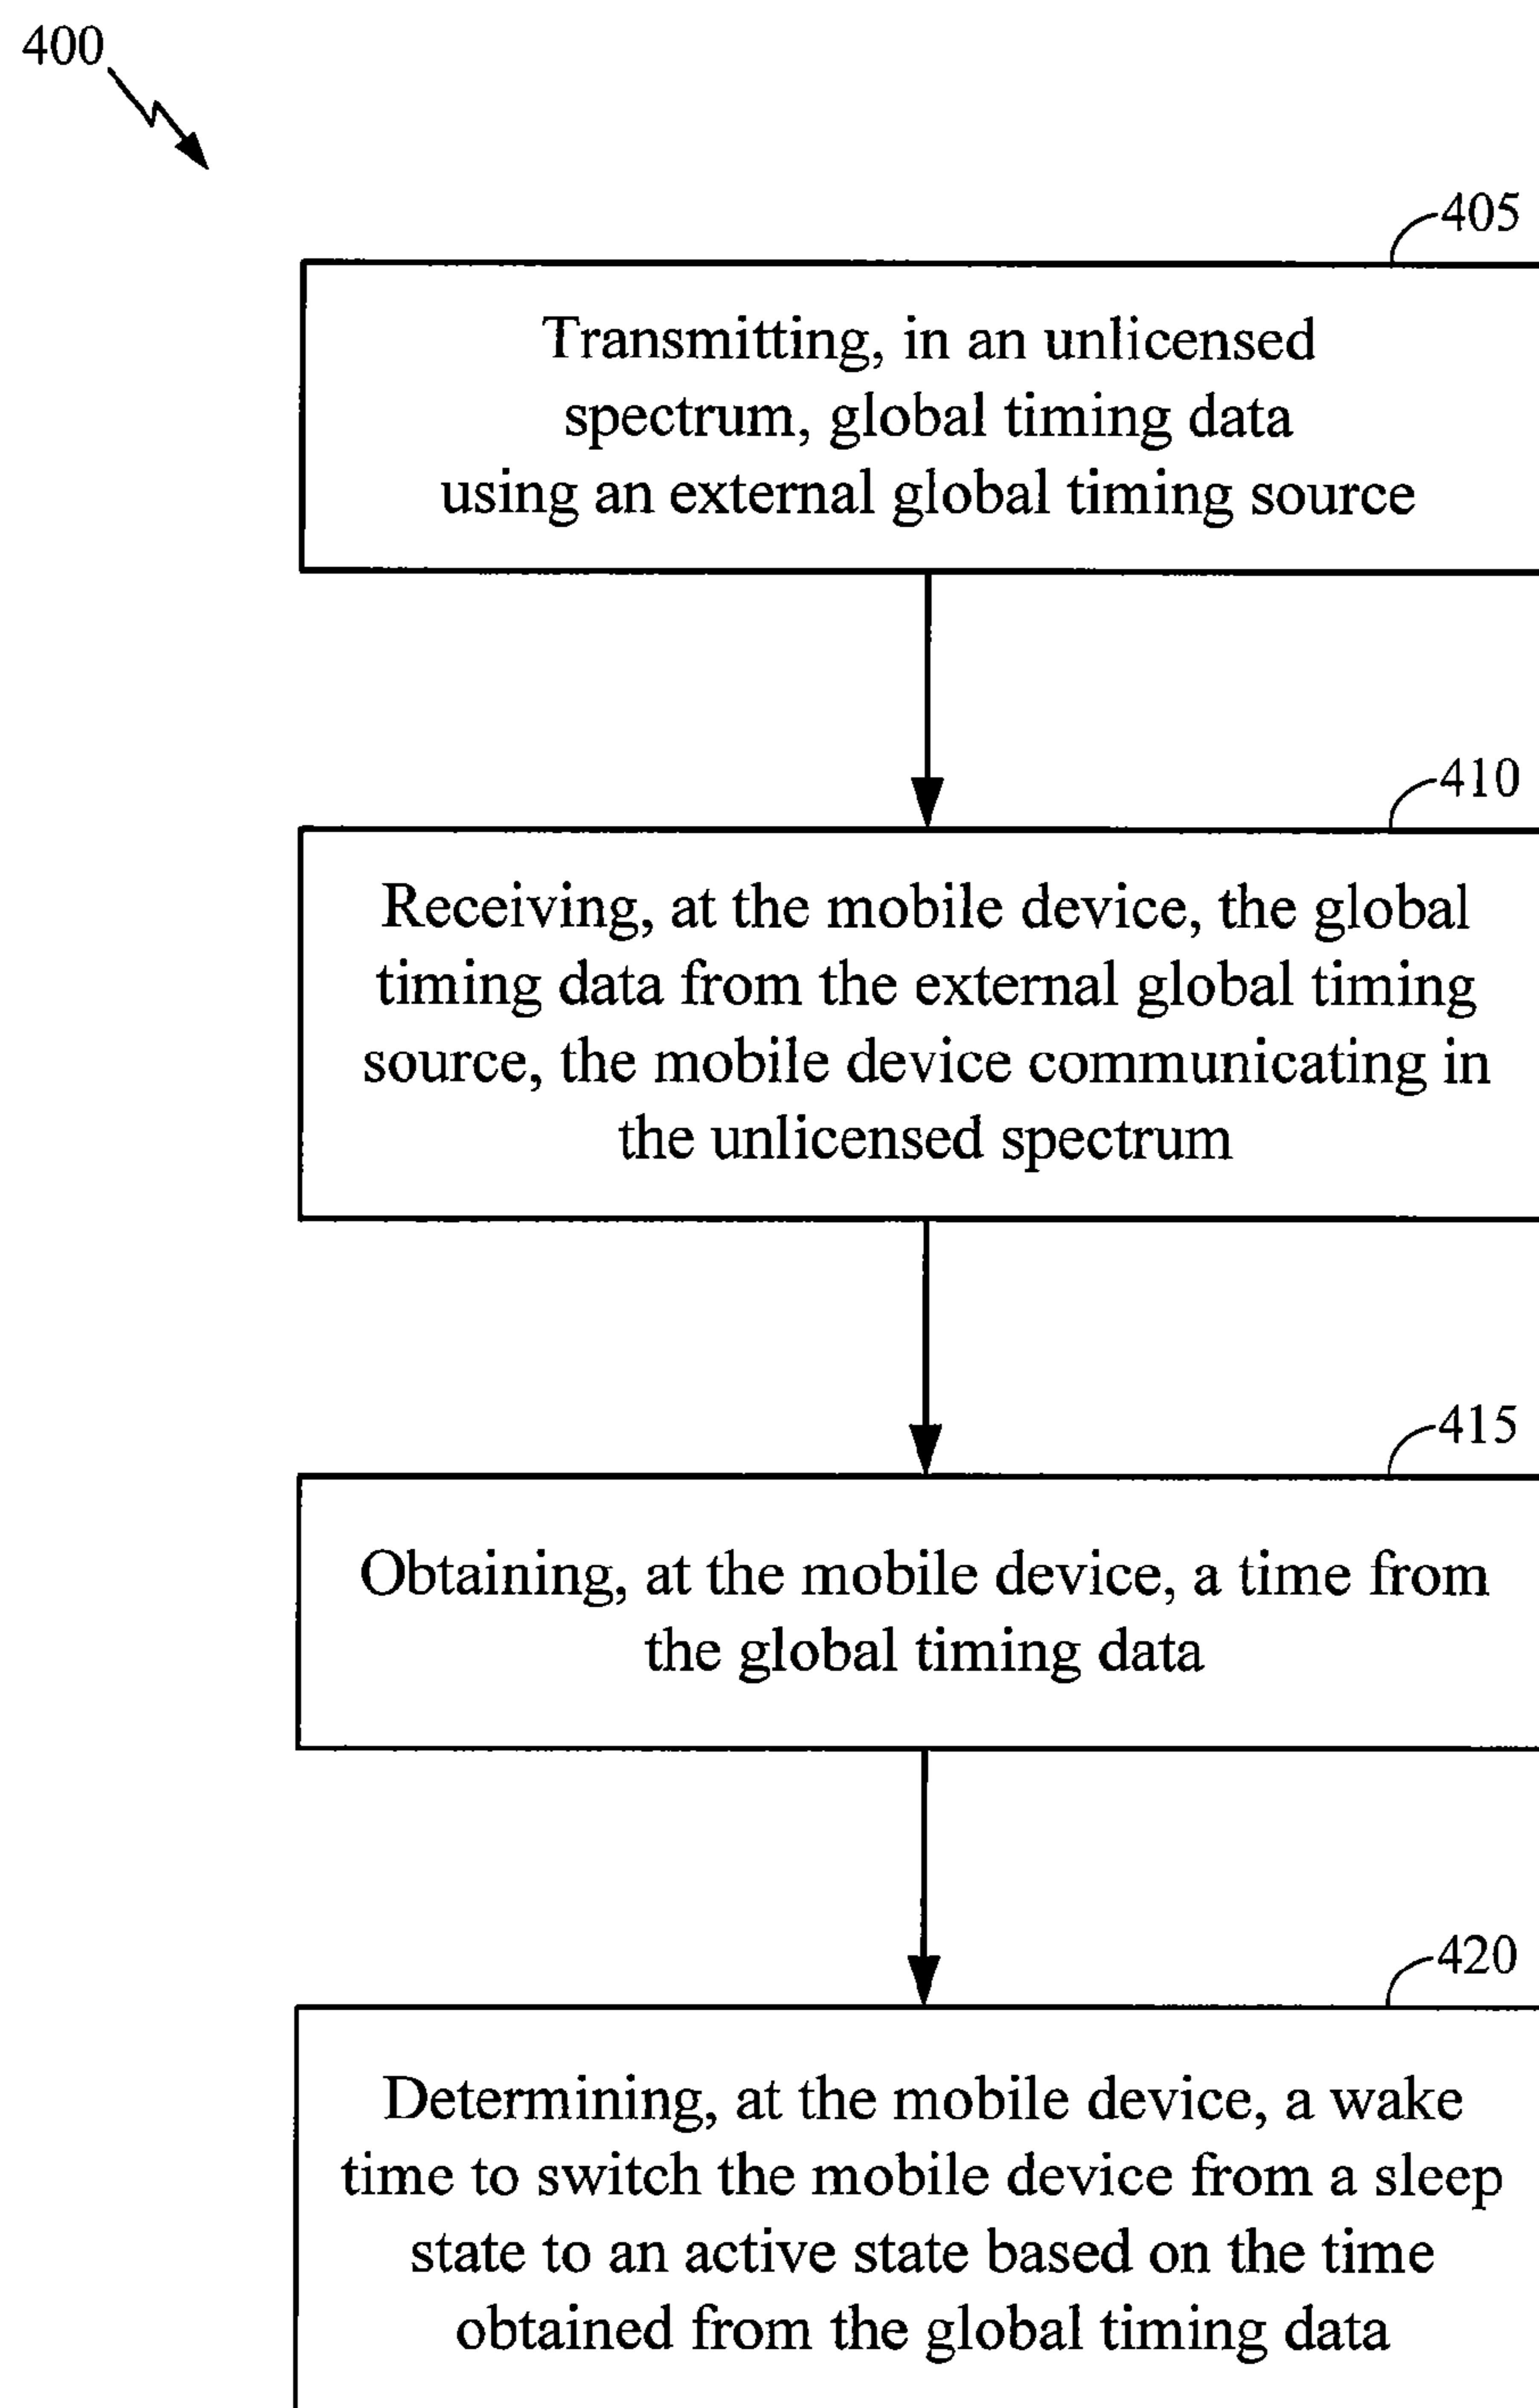 400
405
Transmitting, in an unlicensed
spectrum, global timing data
using an external global timing source
410
Receiving, at the mobile device, the global
timing data from the external global timing
source, the mobile device communicating in
the unlicensed spectrum
415
Obtaining, at the mobile device, a time from
the global timing data
420
Determining, at the mobile device, a wake
time to switch the mobile device from a sleep
state to an active state based on the time
obtained from the global timing data